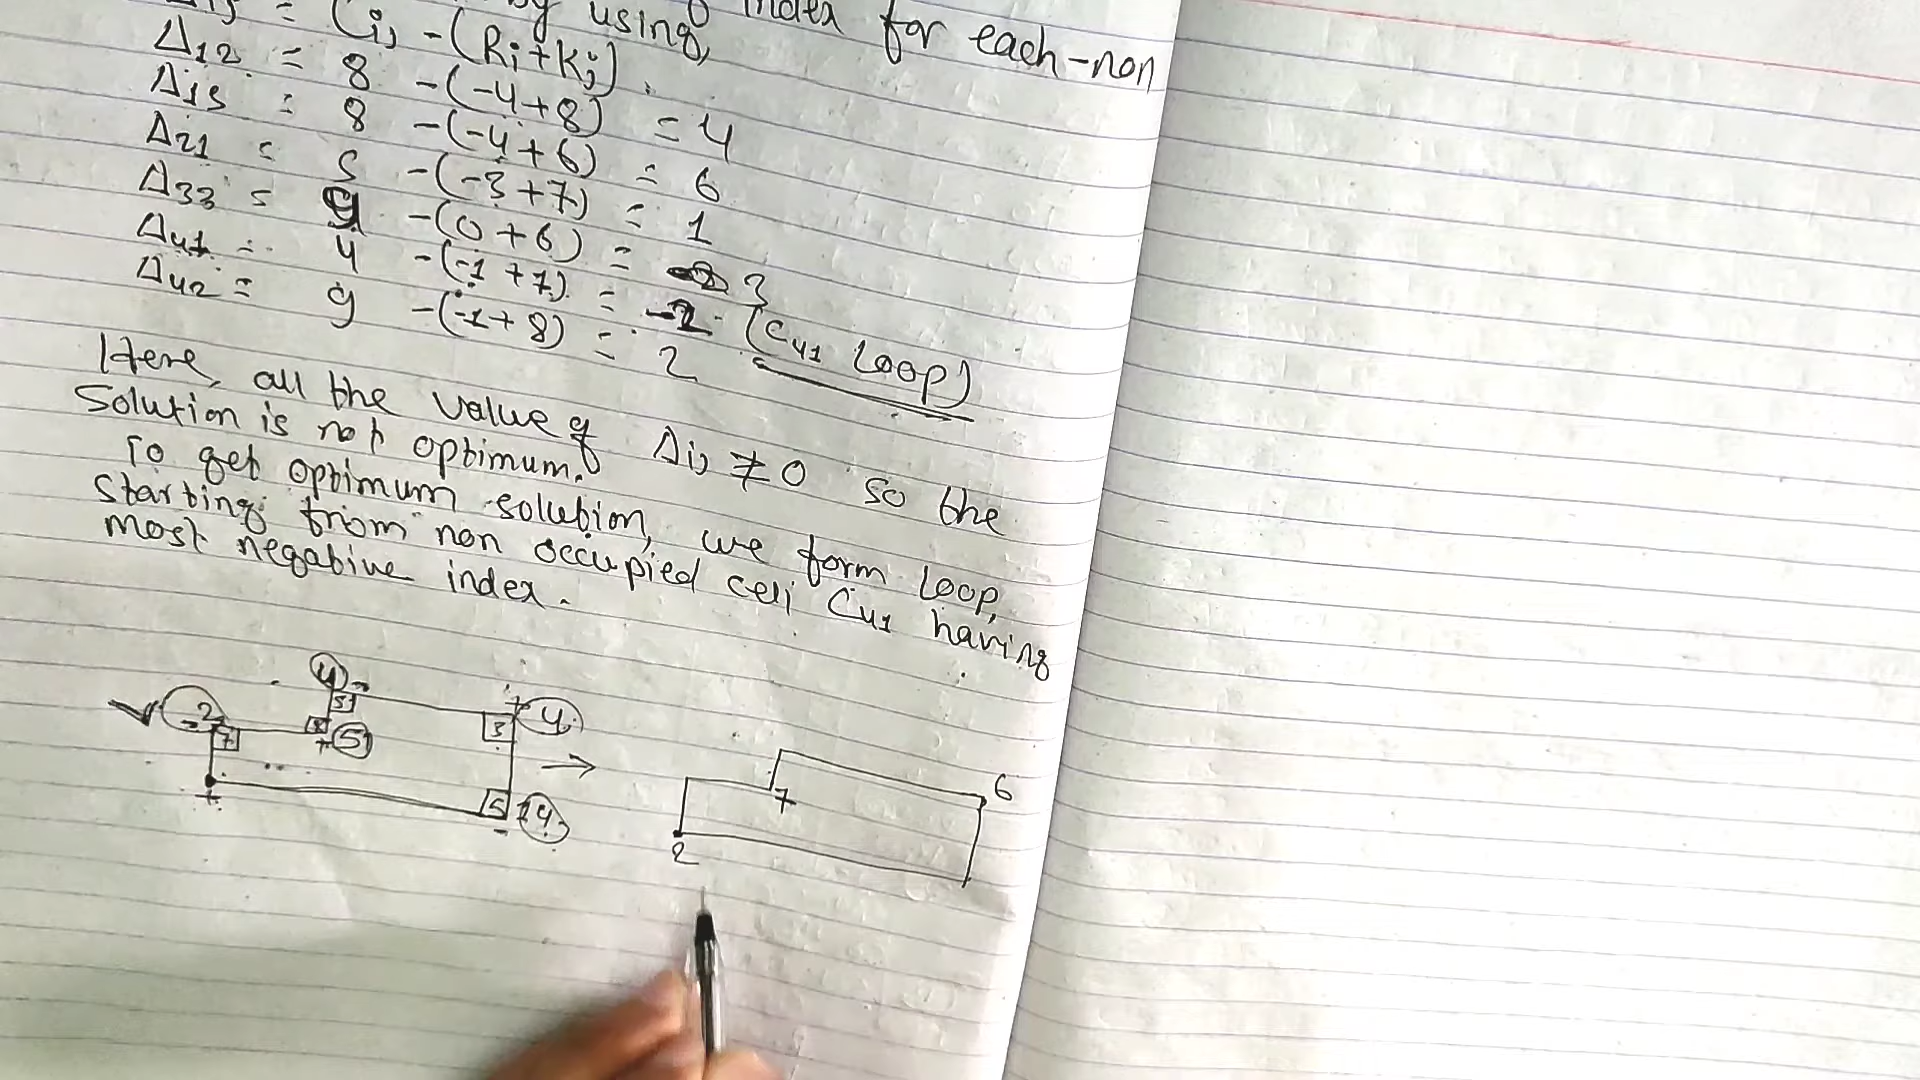 by using index for each-non
Δij = Cij - (Ri+Kj).
Δ12 = 8 - (-4+8) = 4
Δ13 = 8 - (-4+6) = 6
Δ21 = 5 - (-3+7) = 1
Δ33 = 9 - (0+6) = 3
Δ41 = 4 - (-1+7) = -2 (C41 Loop)
Δ42 = 9 - (-1+8) = 2
Here, all the value of Δij ≠ 0 so the
solution is not optimum.
To get optimum solution, we form Loop,
starting from non occupied cell C41 having
most negative index.
4 -
-2 5 + 4
7 8 + 5 3 → 6
7
+ 5 14 2
-